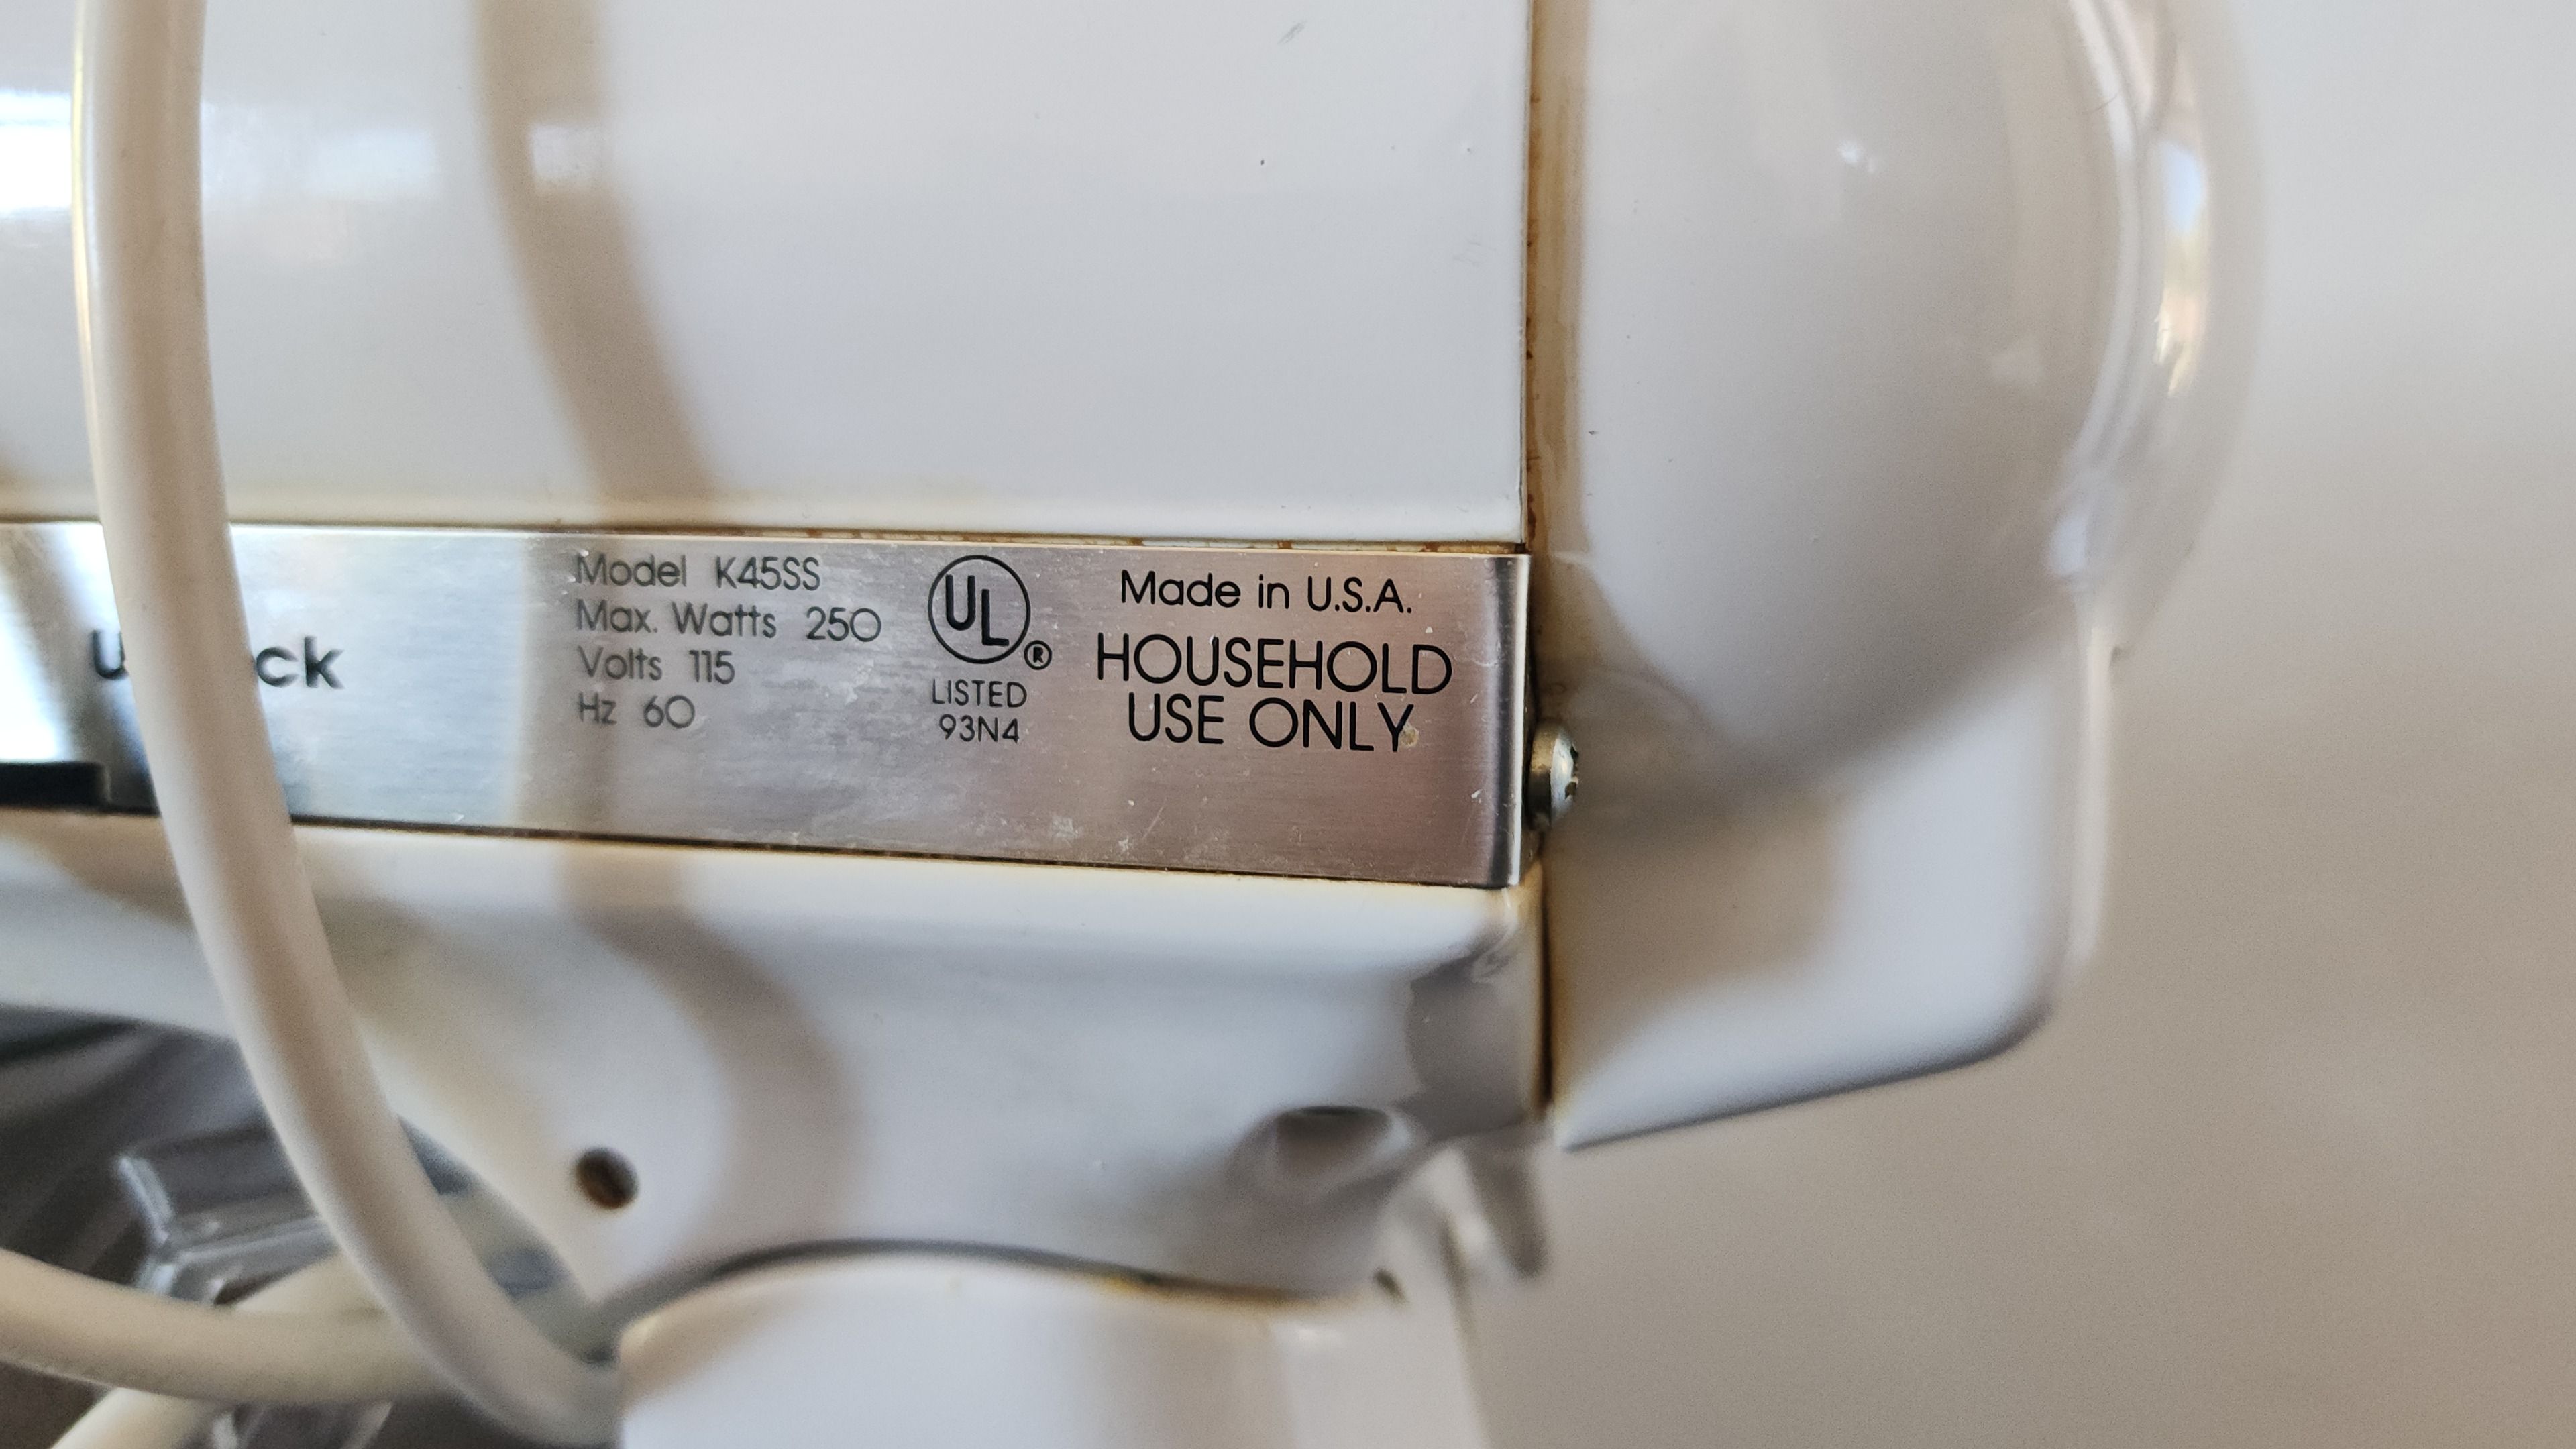 Model K45SS
Max. Watts 250
Volts 115
Hz 60
UL®
LISTED
93N4
Made in U.S.A.
HOUSEHOLD
USE ONLY